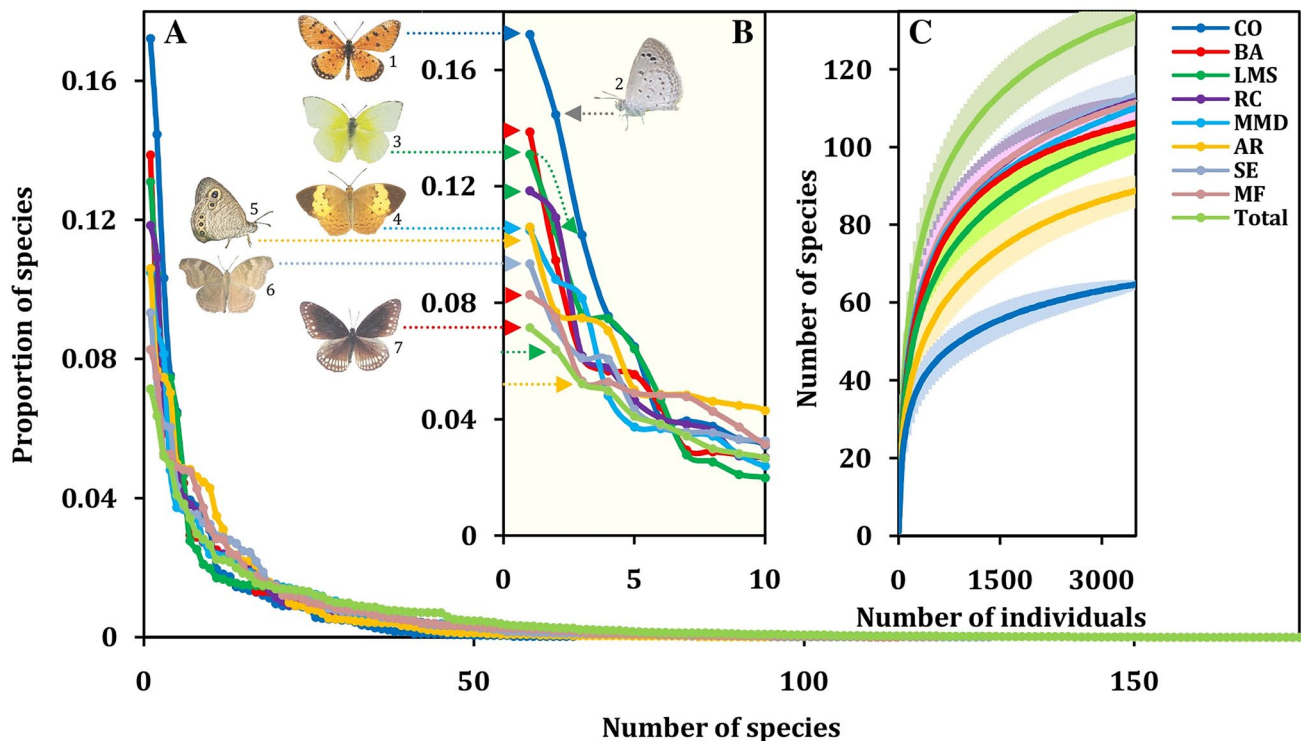 A
B
C
0.16
0.12
0.08
0.04
0
Proportion of species
0
50
100
150
Number of species
1
2
3
4
5
6
7
0.16
0.12
0.08
0.04
0
0
5
10
120
100
80
60
40
20
0
Number of species
0
1500
3000
Number of individuals
CO
BA
LMS
RC
MMD
AR
SE
MF
Total